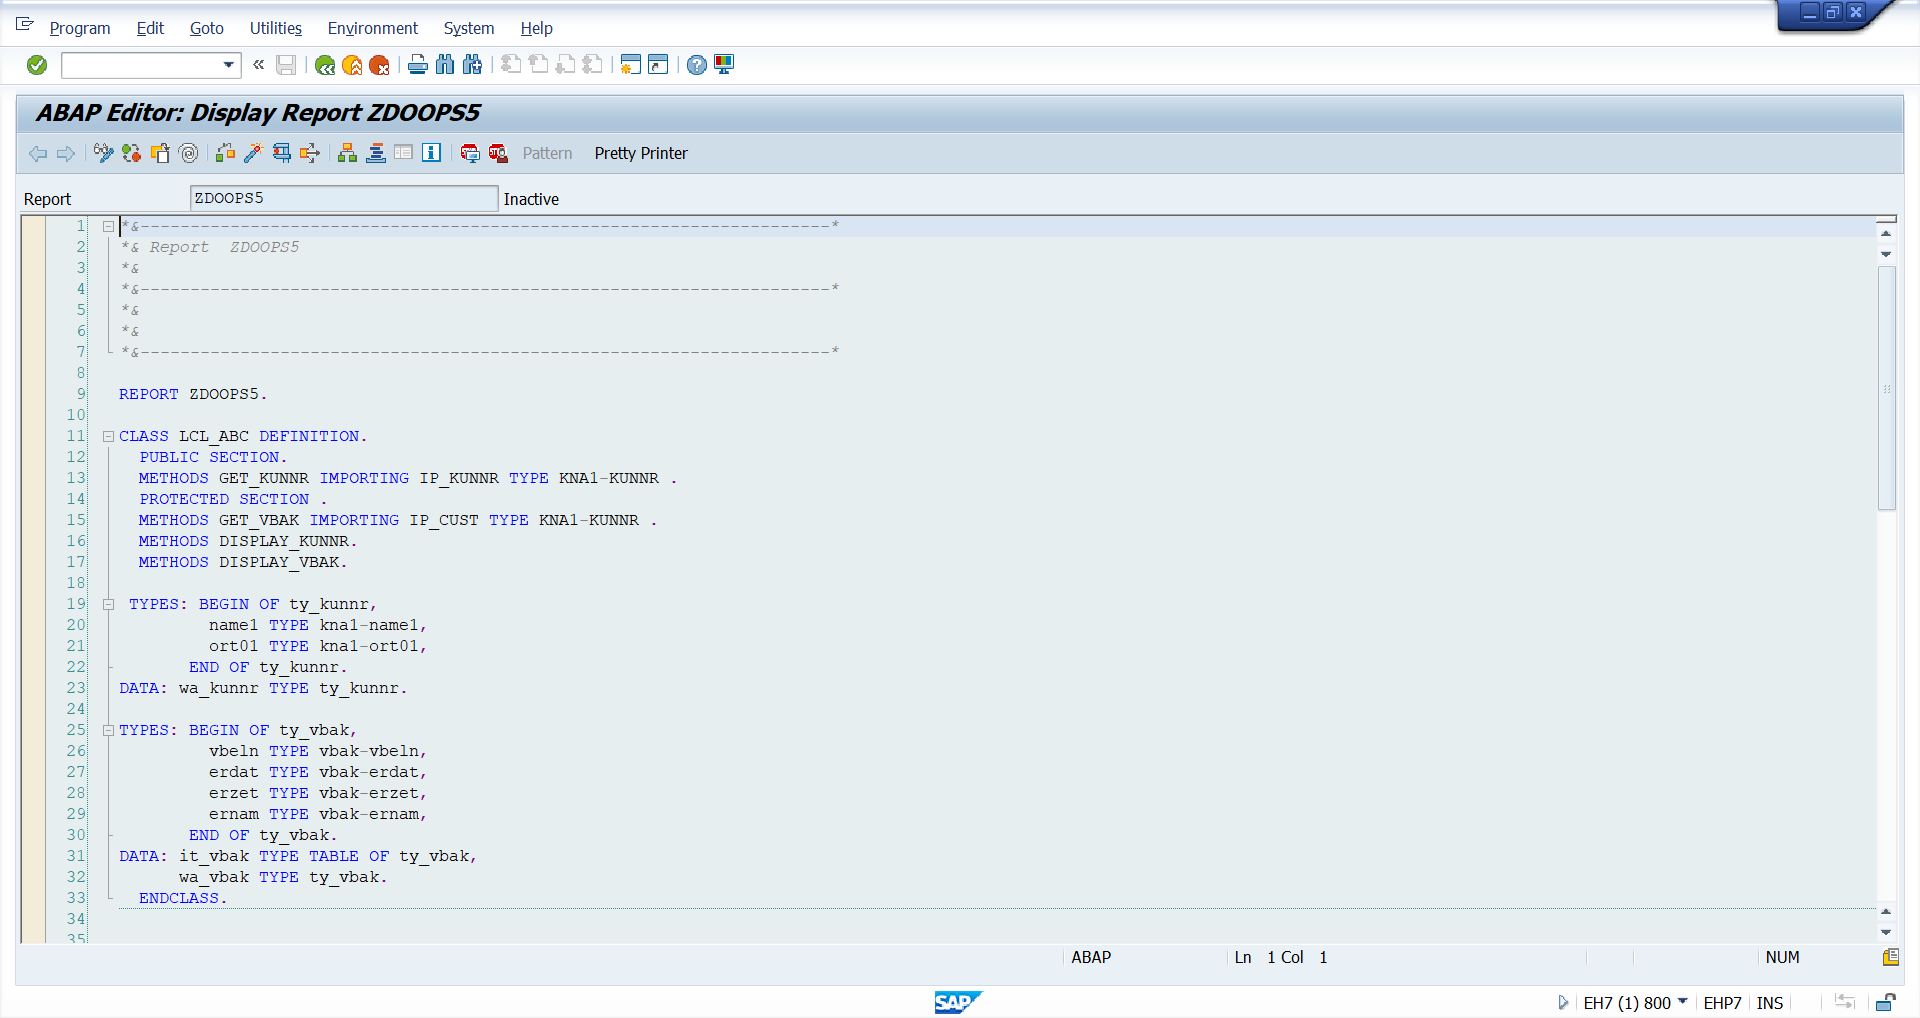 Program Edit Goto Utilities Environment System Help
ABAP Editor: Display Report ZDOOPS5
Pattern Pretty Printer
Report ZDOOPS5 Inactive
1 *&---------------------------------------------------------------------*
2 *& Report  ZDOOPS5
3 *&
4 *&---------------------------------------------------------------------*
5 *&
6 *&
7 *&---------------------------------------------------------------------*
8
9 REPORT ZDOOPS5.
10
11 CLASS LCL_ABC DEFINITION.
12 PUBLIC SECTION.
13 METHODS GET_KUNNR IMPORTING IP_KUNNR TYPE KNA1-KUNNR .
14 PROTECTED SECTION .
15 METHODS GET_VBAK IMPORTING IP_CUST TYPE KNA1-KUNNR .
16 METHODS DISPLAY_KUNNR.
17 METHODS DISPLAY_VBAK.
18
19 TYPES: BEGIN OF ty_kunnr,
20 name1 TYPE kna1-name1,
21 ort01 TYPE kna1-ort01,
22 END OF ty_kunnr.
23 DATA: wa_kunnr TYPE ty_kunnr.
24
25 TYPES: BEGIN OF ty_vbak,
26 vbeln TYPE vbak-vbeln,
27 erdat TYPE vbak-erdat,
28 erzet TYPE vbak-erzet,
29 ernam TYPE vbak-ernam,
30 END OF ty_vbak.
31 DATA: it_vbak TYPE TABLE OF ty_vbak,
32 wa_vbak TYPE ty_vbak.
33 ENDCLASS.
34
35
ABAP Ln 1 Col 1 NUM
SAP EH7 (1) 800 EHP7 INS